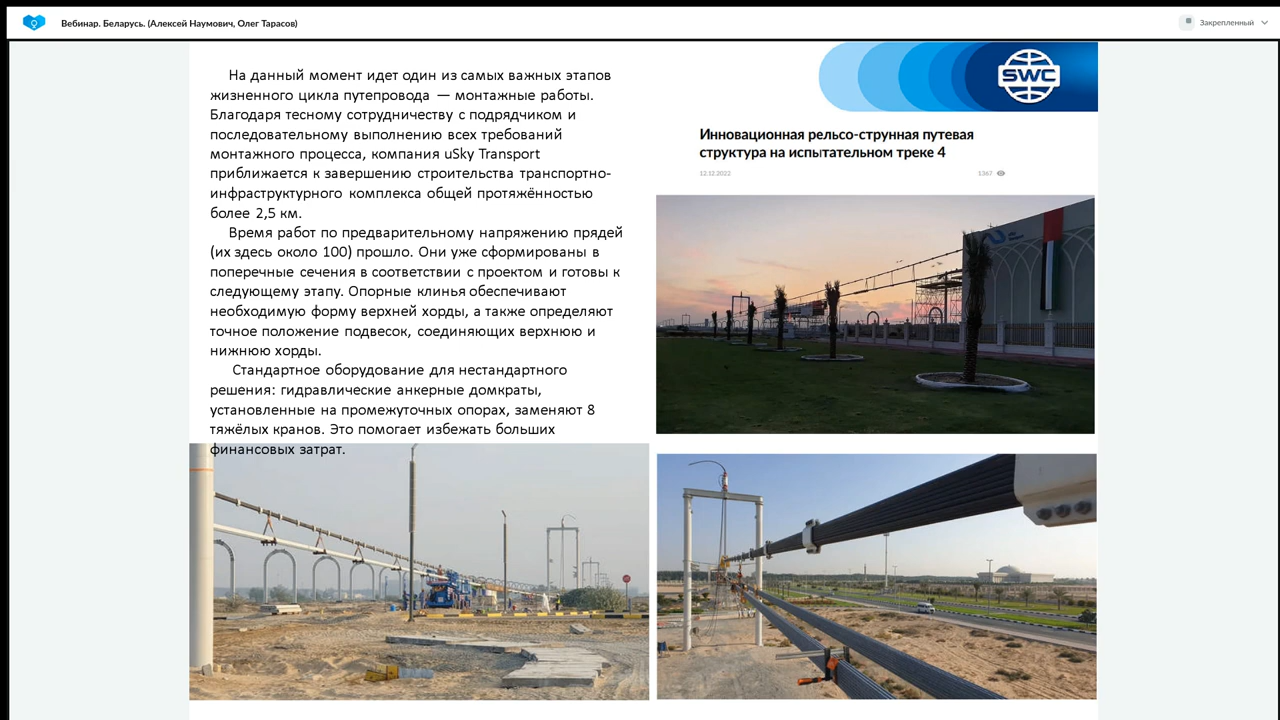 Вебинар. Беларусь. (Алексей Наумович, Олег Тарасов)
Закрепленный
На данный момент идет один из самых важных этапов
жизненного цикла путепровода — монтажные работы.
Благодаря тесному сотрудничеству с подрядчиком и
последовательному выполнению всех требований
монтажного процесса, компания uSky Transport
приближается к завершению строительства транспортно-
инфраструктурного комплекса общей протяжённостью
более 2,5 км.
Время работ по предварительному напряжению прядей
(их здесь около 100) прошло. Они уже сформированы в
поперечные сечения в соответствии с проектом и готовы к
следующему этапу. Опорные клинья обеспечивают
необходимую форму верхней хорды, а также определяют
точное положение подвесок, соединяющих верхнюю и
нижнюю хорды.
Стандартное оборудование для нестандартного
решения: гидравлические анкерные домкраты,
установленные на промежуточных опорах, заменяют 8
тяжёлых кранов. Это помогает избежать больших
финансовых затрат.
SWC
Инновационная рельсо-струнная путевая
структура на испытательном треке 4
12.12.2022
1367